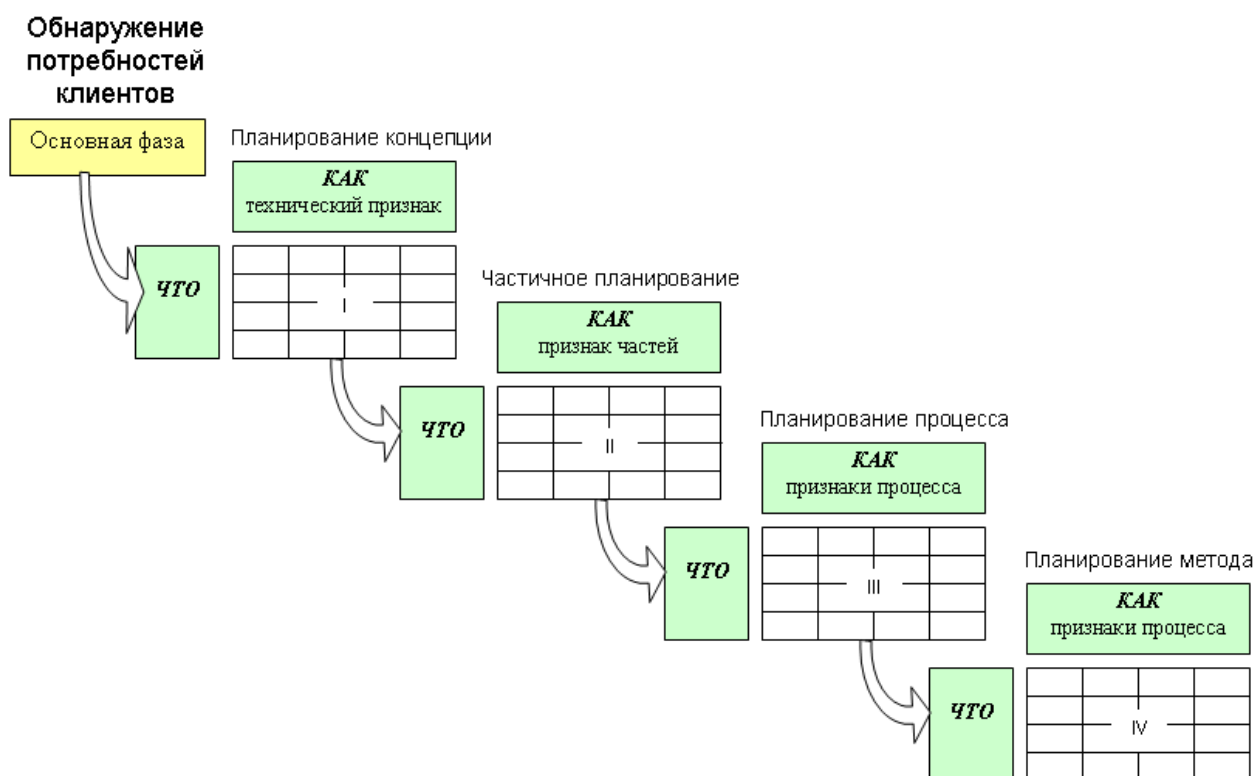 Обнаружение
потребностей
клиентов
Основная фаза
Планирование концепции
КАК
технический признак
ЧТО
I
Частичное планирование
КАК
признак частей
ЧТО
II
Планирование процесса
КАК
признаки процесса
ЧТО
III
Планирование метода
КАК
признаки процесса
ЧТО
IV